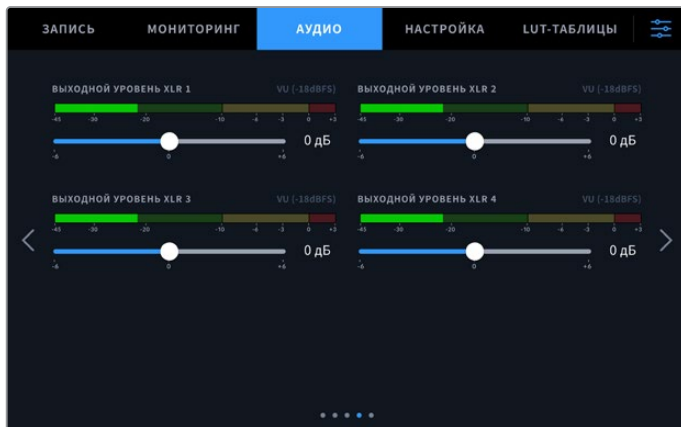 ЗАПИСЬ МОНИТОРИНГ АУДИО НАСТРОЙКА LUT-ТАБЛИЦЫ
ВЫХОДНОЙ УРОВЕНЬ XLR 1 VU (-18dBFS) ВЫХОДНОЙ УРОВЕНЬ XLR 2 VU (-18dBFS)
-45 -30 -20 -10 -6 -3 0 +3 -45 -30 -20 -10 -6 -3 0 +3
0 дБ 0 дБ
-6 0 +6 -6 0 +6
ВЫХОДНОЙ УРОВЕНЬ XLR 3 VU (-18dBFS) ВЫХОДНОЙ УРОВЕНЬ XLR 4 VU (-18dBFS)
-45 -30 -20 -10 -6 -3 0 +3 -45 -30 -20 -10 -6 -3 0 +3
0 дБ 0 дБ
-6 0 +6 -6 0 +6